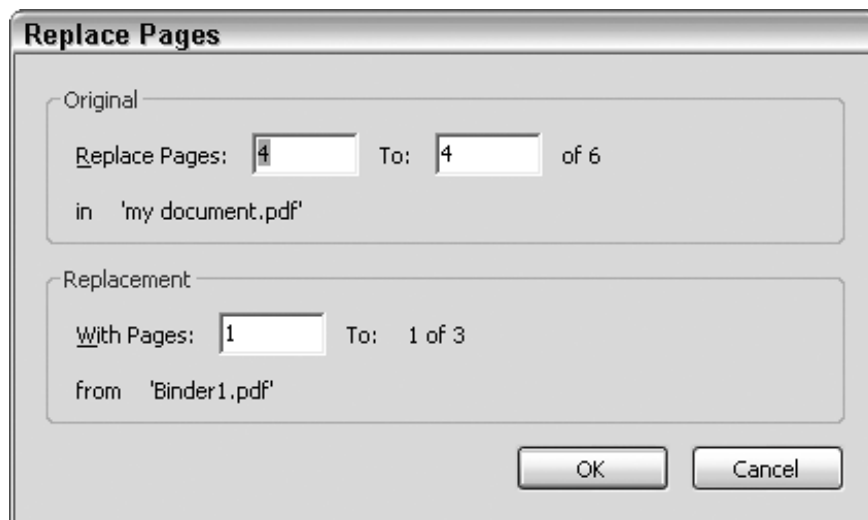 Replace Pages
Original
Replace Pages: 4 To: 4 of 6
in 'my document.pdf'
Replacement
With Pages: 1 To: 1 of 3
from 'Binder1.pdf'
OK Cancel